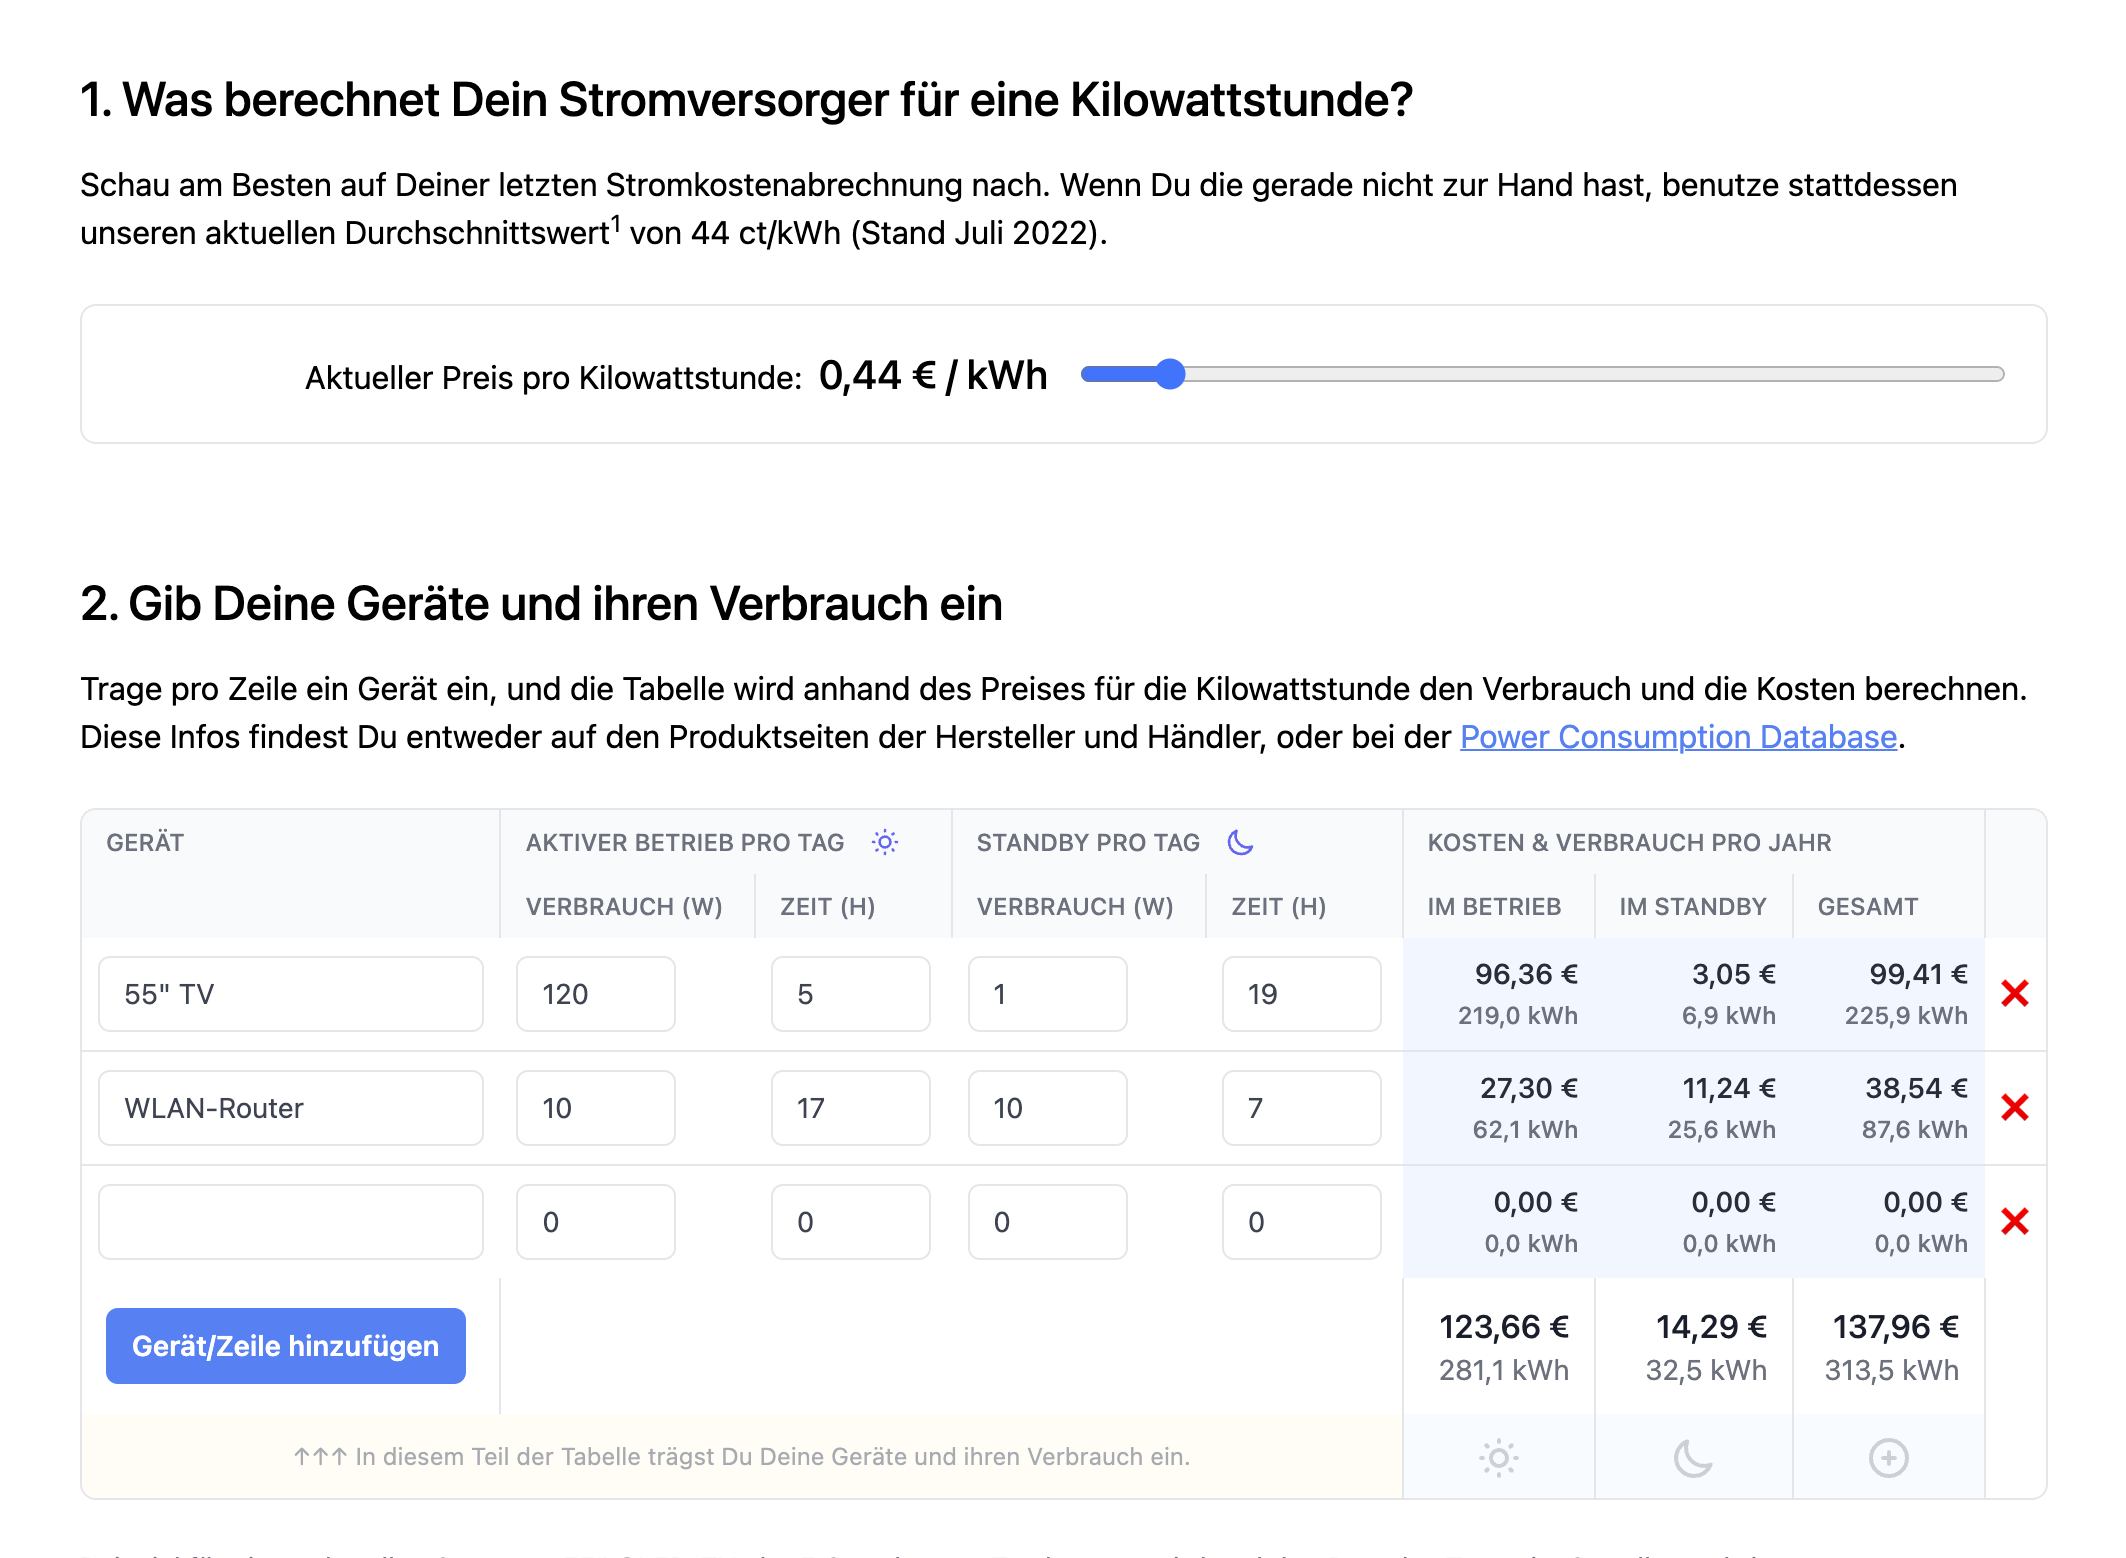 1. Was berechnet Dein Stromversorger für eine Kilowattstunde?
Schau am Besten auf Deiner letzten Stromkostenabrechnung nach. Wenn Du die gerade nicht zur Hand hast, benutze stattdessen
unseren aktuellen Durchschnittswert¹ von 44 ct/kWh (Stand Juli 2022).
Aktueller Preis pro Kilowattstunde: 0,44 € / kWh
2. Gib Deine Geräte und ihren Verbrauch ein
Trage pro Zeile ein Gerät ein, und die Tabelle wird anhand des Preises für die Kilowattstunde den Verbrauch und die Kosten berechnen.
Diese Infos findest Du entweder auf den Produktseiten der Hersteller und Händler, oder bei der Power Consumption Database.
GERÄT AKTIVER BETRIEB PRO TAG STANDBY PRO TAG KOSTEN & VERBRAUCH PRO JAHR
VERBRAUCH (W) ZEIT (H) VERBRAUCH (W) ZEIT (H) IM BETRIEB IM STANDBY GESAMT
55" TV 120 5 1 19 96,36 € 3,05 € 99,41 €
219,0 kWh 6,9 kWh 225,9 kWh
WLAN-Router 10 17 10 7 27,30 € 11,24 € 38,54 €
62,1 kWh 25,6 kWh 87,6 kWh
0 0 0 0 0,00 € 0,00 € 0,00 €
0,0 kWh 0,0 kWh 0,0 kWh
Gerät/Zeile hinzufügen 123,66 € 14,29 € 137,96 €
281,1 kWh 32,5 kWh 313,5 kWh
↑↑↑ In diesem Teil der Tabelle trägst Du Deine Geräte und ihren Verbrauch ein.